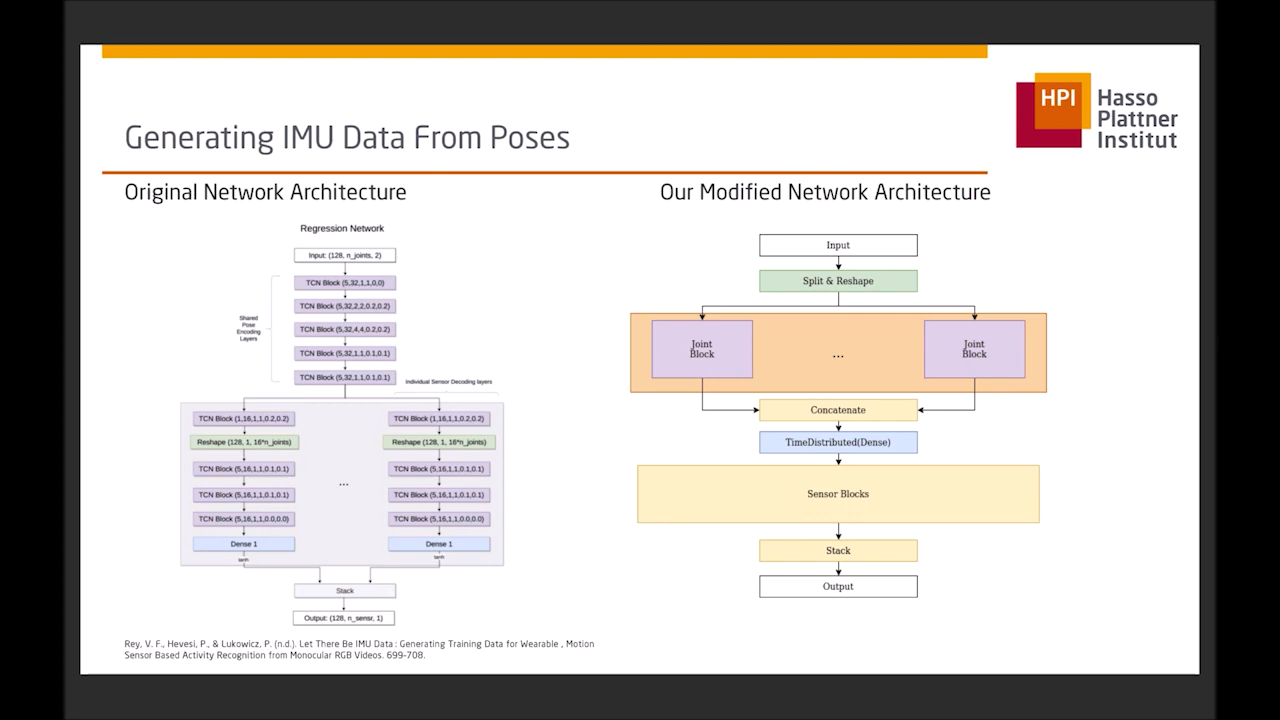 HPI Hasso
Plattner
Institut
Generating IMU Data From Poses
Original Network Architecture
Regression Network
Input: (128, n_joints, 2)
TCN Block (5,32,1,1,0,0)
TCN Block (5,32,2,2,0.2,0.2)
TCN Block (5,32,4,4,0.2,0.2)
TCN Block (5,32,1,1,0.1,0.1)
TCN Block (5,32,1,1,0.1,0.1)
Shared
Pose
Encoding
Layers
Individual Sensor Decoding layers
TCN Block (1,16,1,1,0.2,0.2)
Reshape (128, 1, 16*n_joints)
TCN Block (5,16,1,1,0.1,0.1)
TCN Block (5,16,1,1,0.1,0.1)
TCN Block (5,16,1,1,0.0,0.0)
Dense 1
tanh
...
TCN Block (1,16,1,1,0.2,0.2)
Reshape (128, 1, 16*n_joints)
TCN Block (5,16,1,1,0.1,0.1)
TCN Block (5,16,1,1,0.1,0.1)
TCN Block (5,16,1,1,0.0,0.0)
Dense 1
tanh
Stack
Output: (128, n_sensr, 1)
Our Modified Network Architecture
Input
Split & Reshape
Joint
Block
...
Joint
Block
Concatenate
TimeDistributed(Dense)
Sensor Blocks
Stack
Output
Rey, V. F., Hevesi, P., & Lukowicz, P. (n.d.). Let There Be IMU Data : Generating Training Data for Wearable , Motion
Sensor Based Activity Recognition from Monocular RGB Videos. 699-708.